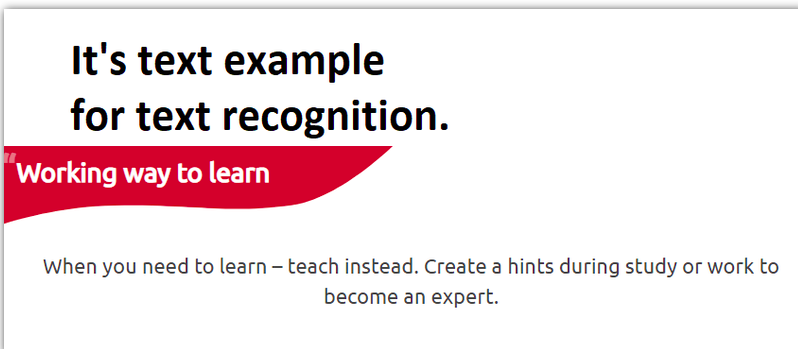 It's text example
for text recognition.
“
Working way to learn
When you need to learn – teach instead. Create a hints during study or work to
become an expert.